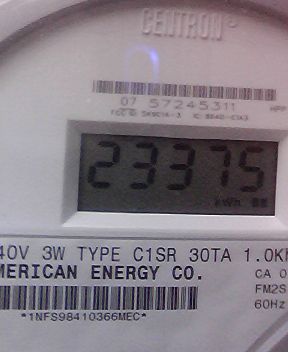 CENTRON
07 57245311
23375
kWh
40V 3W TYPE C1SR 30TA 1.0Kh
MERICAN ENERGY CO.
CA 0
FM2S
60Hz
*1NFS98410366MEC*